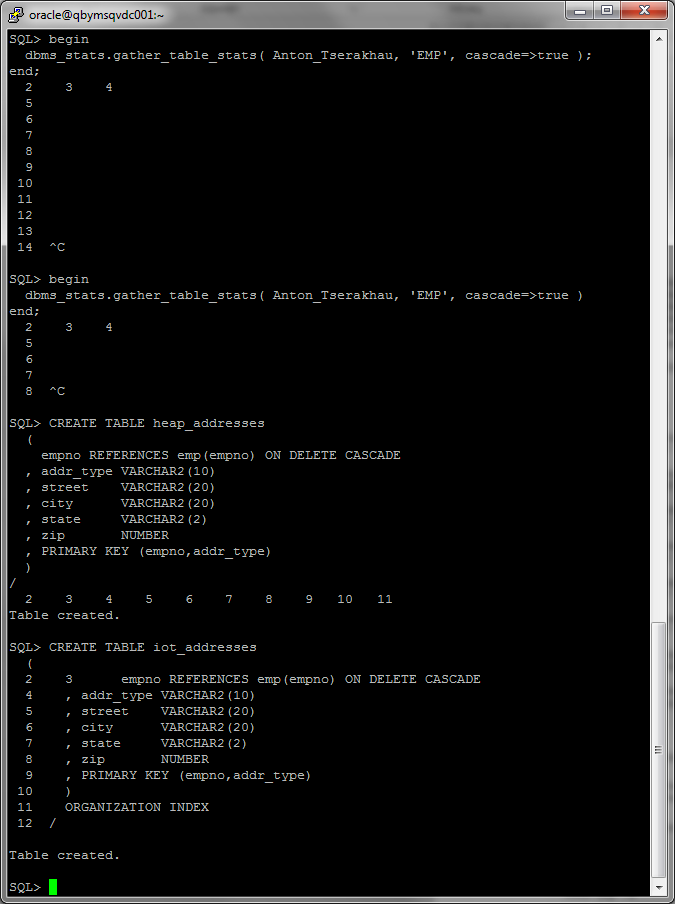 oracle@qbymsqvdc001:~
SQL> begin
  dbms_stats.gather_table_stats( Anton_Tserakhau, 'EMP', cascade=>true );
end;
  2    3    4
  5
  6
  7
  8
  9
 10
 11
 12
 13
 14  ^C

SQL> begin
  dbms_stats.gather_table_stats( Anton_Tserakhau, 'EMP', cascade=>true )
end;
  2    3    4
  5
  6
  7
  8  ^C

SQL> CREATE TABLE heap_addresses
  (
    empno REFERENCES emp(empno) ON DELETE CASCADE
  , addr_type VARCHAR2(10)
  , street    VARCHAR2(20)
  , city      VARCHAR2(20)
  , state     VARCHAR2(2)
  , zip       NUMBER
  , PRIMARY KEY (empno,addr_type)
  )
/
  2    3    4    5    6    7    8    9   10   11
Table created.

SQL> CREATE TABLE iot_addresses
  (
  2    3      empno REFERENCES emp(empno) ON DELETE CASCADE
  4    , addr_type VARCHAR2(10)
  5    , street    VARCHAR2(20)
  6    , city      VARCHAR2(20)
  7    , state     VARCHAR2(2)
  8    , zip       NUMBER
  9    , PRIMARY KEY (empno,addr_type)
 10    )
 11    ORGANIZATION INDEX
 12  /

Table created.

SQL>